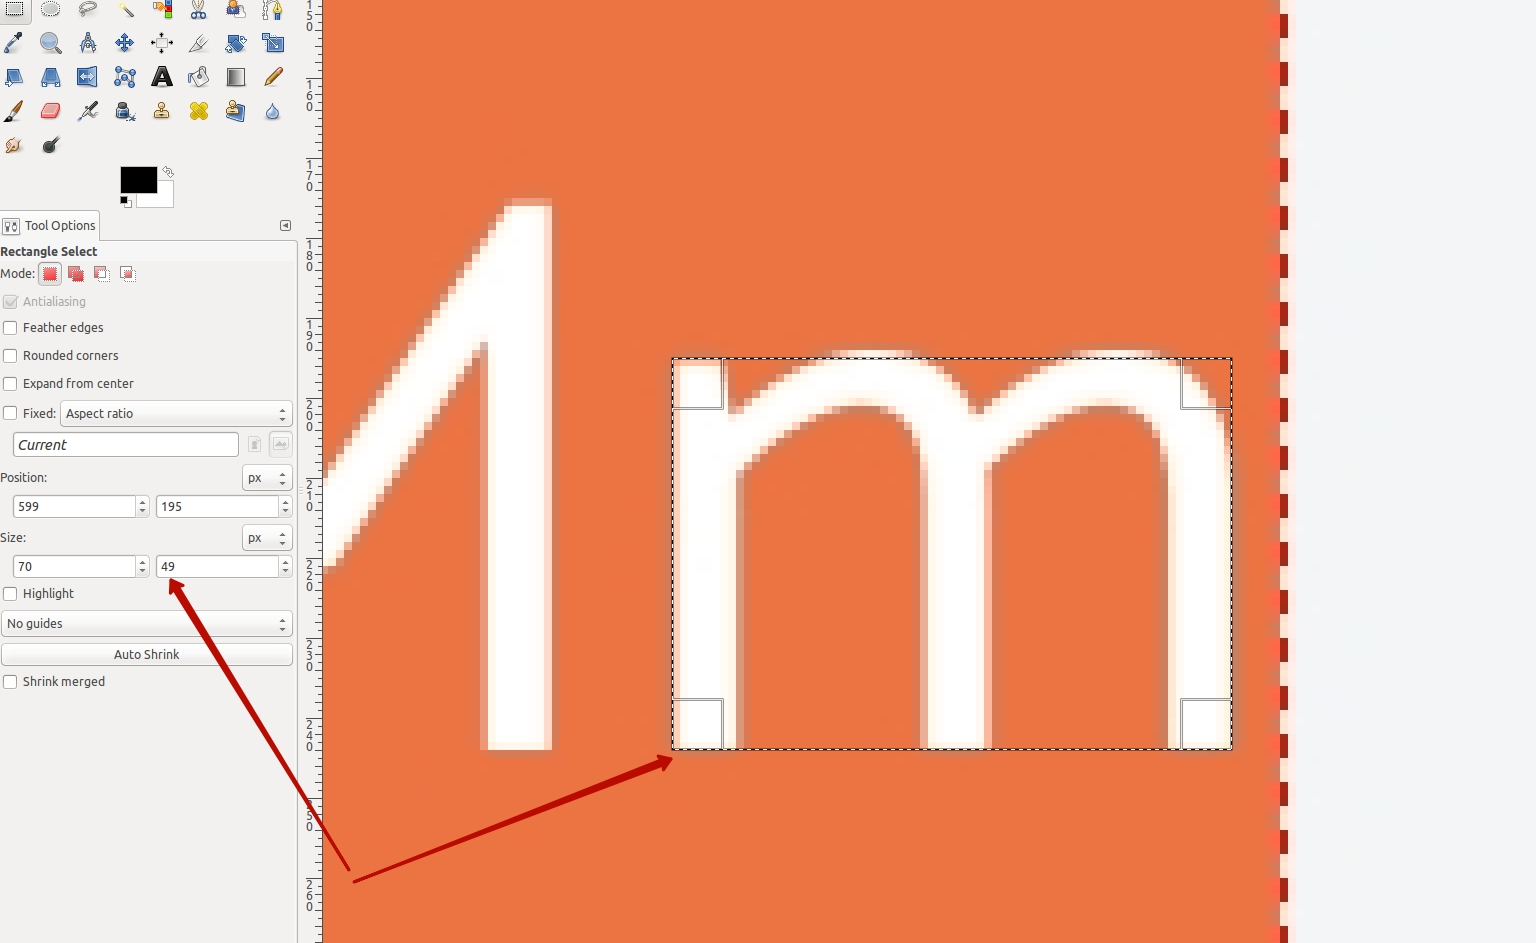 Tool Options
Rectangle Select
Mode:
Antialiasing
Feather edges
Rounded corners
Expand from center
Fixed: Aspect ratio
Current
Position: px
599 195
Size: px
70 49
Highlight
No guides
Auto Shrink
Shrink merged
150
160
170
180
190
200
210
220
230
240
250
260
m